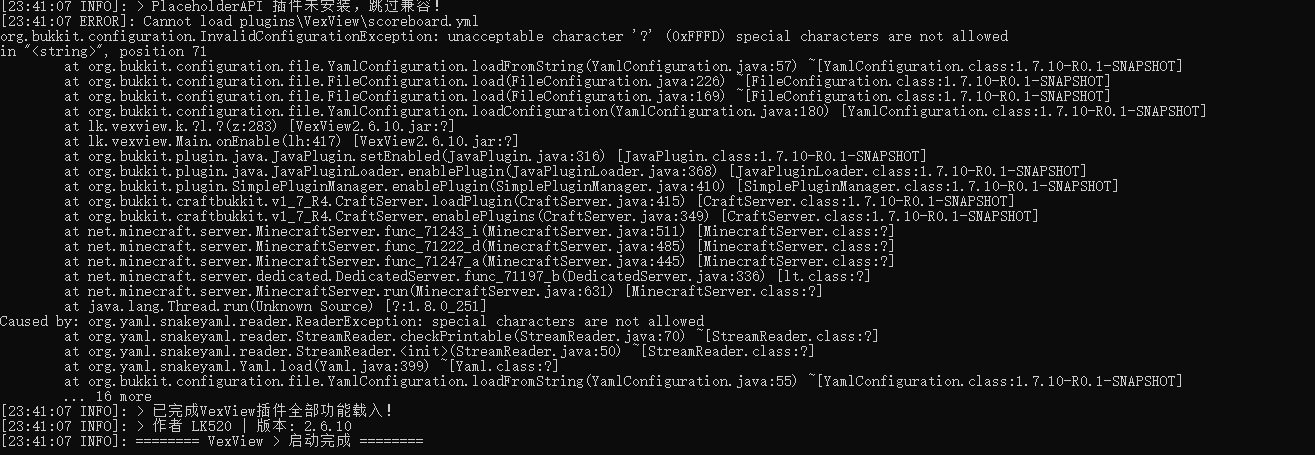 [23:41:07 INFO]: > PlaceholderAPI 插件未安装，跳过兼容！
[23:41:07 ERROR]: Cannot load plugins\VexView\scoreboard.yml
org.bukkit.configuration.InvalidConfigurationException: unacceptable character '?' (0xFFFD) special characters are not allowed
in "<string>", position 71
at org.bukkit.configuration.file.YamlConfiguration.loadFromString(YamlConfiguration.java:57) ~[YamlConfiguration.class:1.7.10-R0.1-SNAPSHOT]
at org.bukkit.configuration.file.FileConfiguration.load(FileConfiguration.java:226) ~[FileConfiguration.class:1.7.10-R0.1-SNAPSHOT]
at org.bukkit.configuration.file.FileConfiguration.load(FileConfiguration.java:169) ~[FileConfiguration.class:1.7.10-R0.1-SNAPSHOT]
at org.bukkit.configuration.file.YamlConfiguration.loadConfiguration(YamlConfiguration.java:180) [YamlConfiguration.class:1.7.10-R0.1-SNAPSHOT]
at lk.vexview.k.?l.?(z:283) [VexView2.6.10.jar:?]
at lk.vexview.Main.onEnable(lh:417) [VexView2.6.10.jar:?]
at org.bukkit.plugin.java.JavaPlugin.setEnabled(JavaPlugin.java:316) [JavaPlugin.class:1.7.10-R0.1-SNAPSHOT]
at org.bukkit.plugin.java.JavaPluginLoader.enablePlugin(JavaPluginLoader.java:368) [JavaPluginLoader.class:1.7.10-R0.1-SNAPSHOT]
at org.bukkit.plugin.SimplePluginManager.enablePlugin(SimplePluginManager.java:410) [SimplePluginManager.class:1.7.10-R0.1-SNAPSHOT]
at org.bukkit.craftbukkit.v1_7_R4.CraftServer.loadPlugin(CraftServer.java:415) [CraftServer.class:1.7.10-R0.1-SNAPSHOT]
at org.bukkit.craftbukkit.v1_7_R4.CraftServer.enablePlugins(CraftServer.java:349) [CraftServer.class:1.7.10-R0.1-SNAPSHOT]
at net.minecraft.server.MinecraftServer.func_71243_i(MinecraftServer.java:511) [MinecraftServer.class:?]
at net.minecraft.server.MinecraftServer.func_71222_d(MinecraftServer.java:485) [MinecraftServer.class:?]
at net.minecraft.server.MinecraftServer.func_71247_a(MinecraftServer.java:445) [MinecraftServer.class:?]
at net.minecraft.server.dedicated.DedicatedServer.func_71197_b(DedicatedServer.java:336) [lt.class:?]
at net.minecraft.server.MinecraftServer.run(MinecraftServer.java:631) [MinecraftServer.class:?]
at java.lang.Thread.run(Unknown Source) [?:1.8.0_251]
Caused by: org.yaml.snakeyaml.reader.ReaderException: special characters are not allowed
at org.yaml.snakeyaml.reader.StreamReader.checkPrintable(StreamReader.java:70) ~[StreamReader.class:?]
at org.yaml.snakeyaml.reader.StreamReader.<init>(StreamReader.java:50) ~[StreamReader.class:?]
at org.yaml.snakeyaml.Yaml.load(Yaml.java:399) ~[Yaml.class:?]
at org.bukkit.configuration.file.YamlConfiguration.loadFromString(YamlConfiguration.java:55) ~[YamlConfiguration.class:1.7.10-R0.1-SNAPSHOT]
... 16 more
[23:41:07 INFO]: > 已完成VexView插件全部功能载入！
[23:41:07 INFO]: > 作者 LK520 | 版本: 2.6.10
[23:41:07 INFO]: ======== VexView > 启动完成 ========